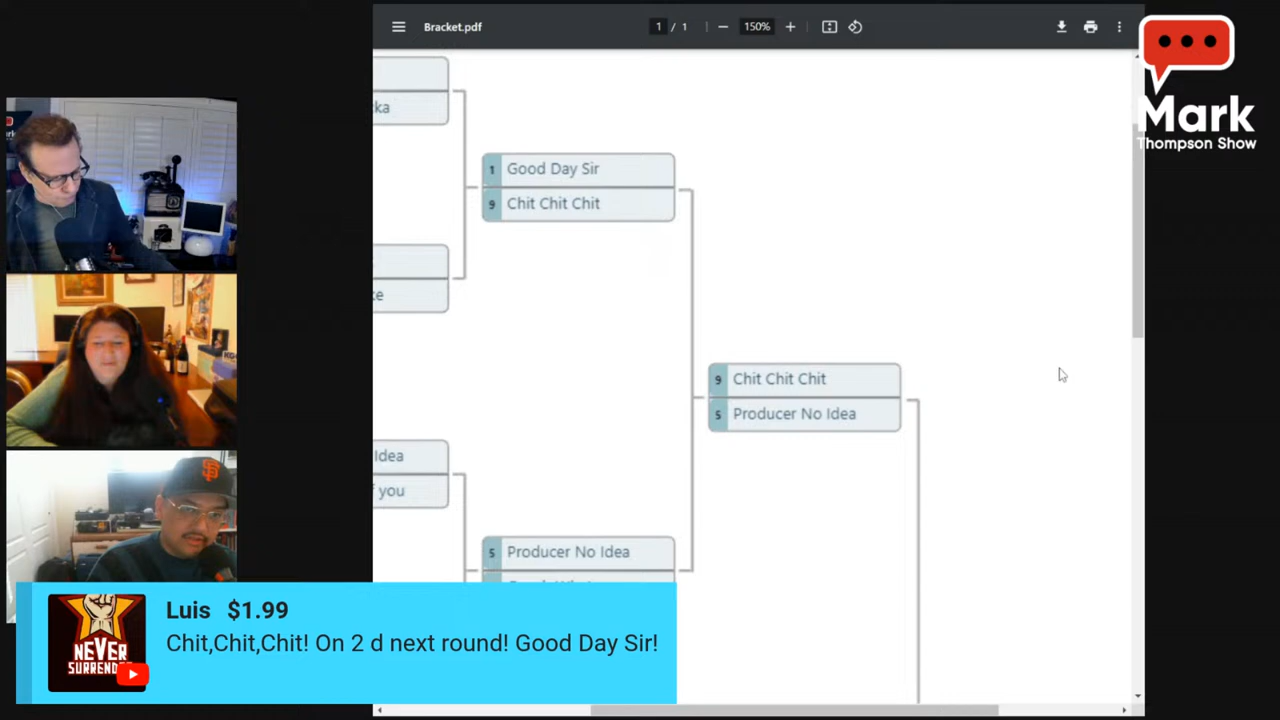 Bracket.pdf
1 / 1
150%
Mark
Thompson Show
cka
1 Good Day Sir
9 Chit Chit Chit
te
9 Chit Chit Chit
5 Producer No Idea
Idea
f you
5 Producer No Idea
Luis $1.99
Chit,Chit,Chit! On 2 d next round! Good Day Sir!
NEVER
SURRENDER